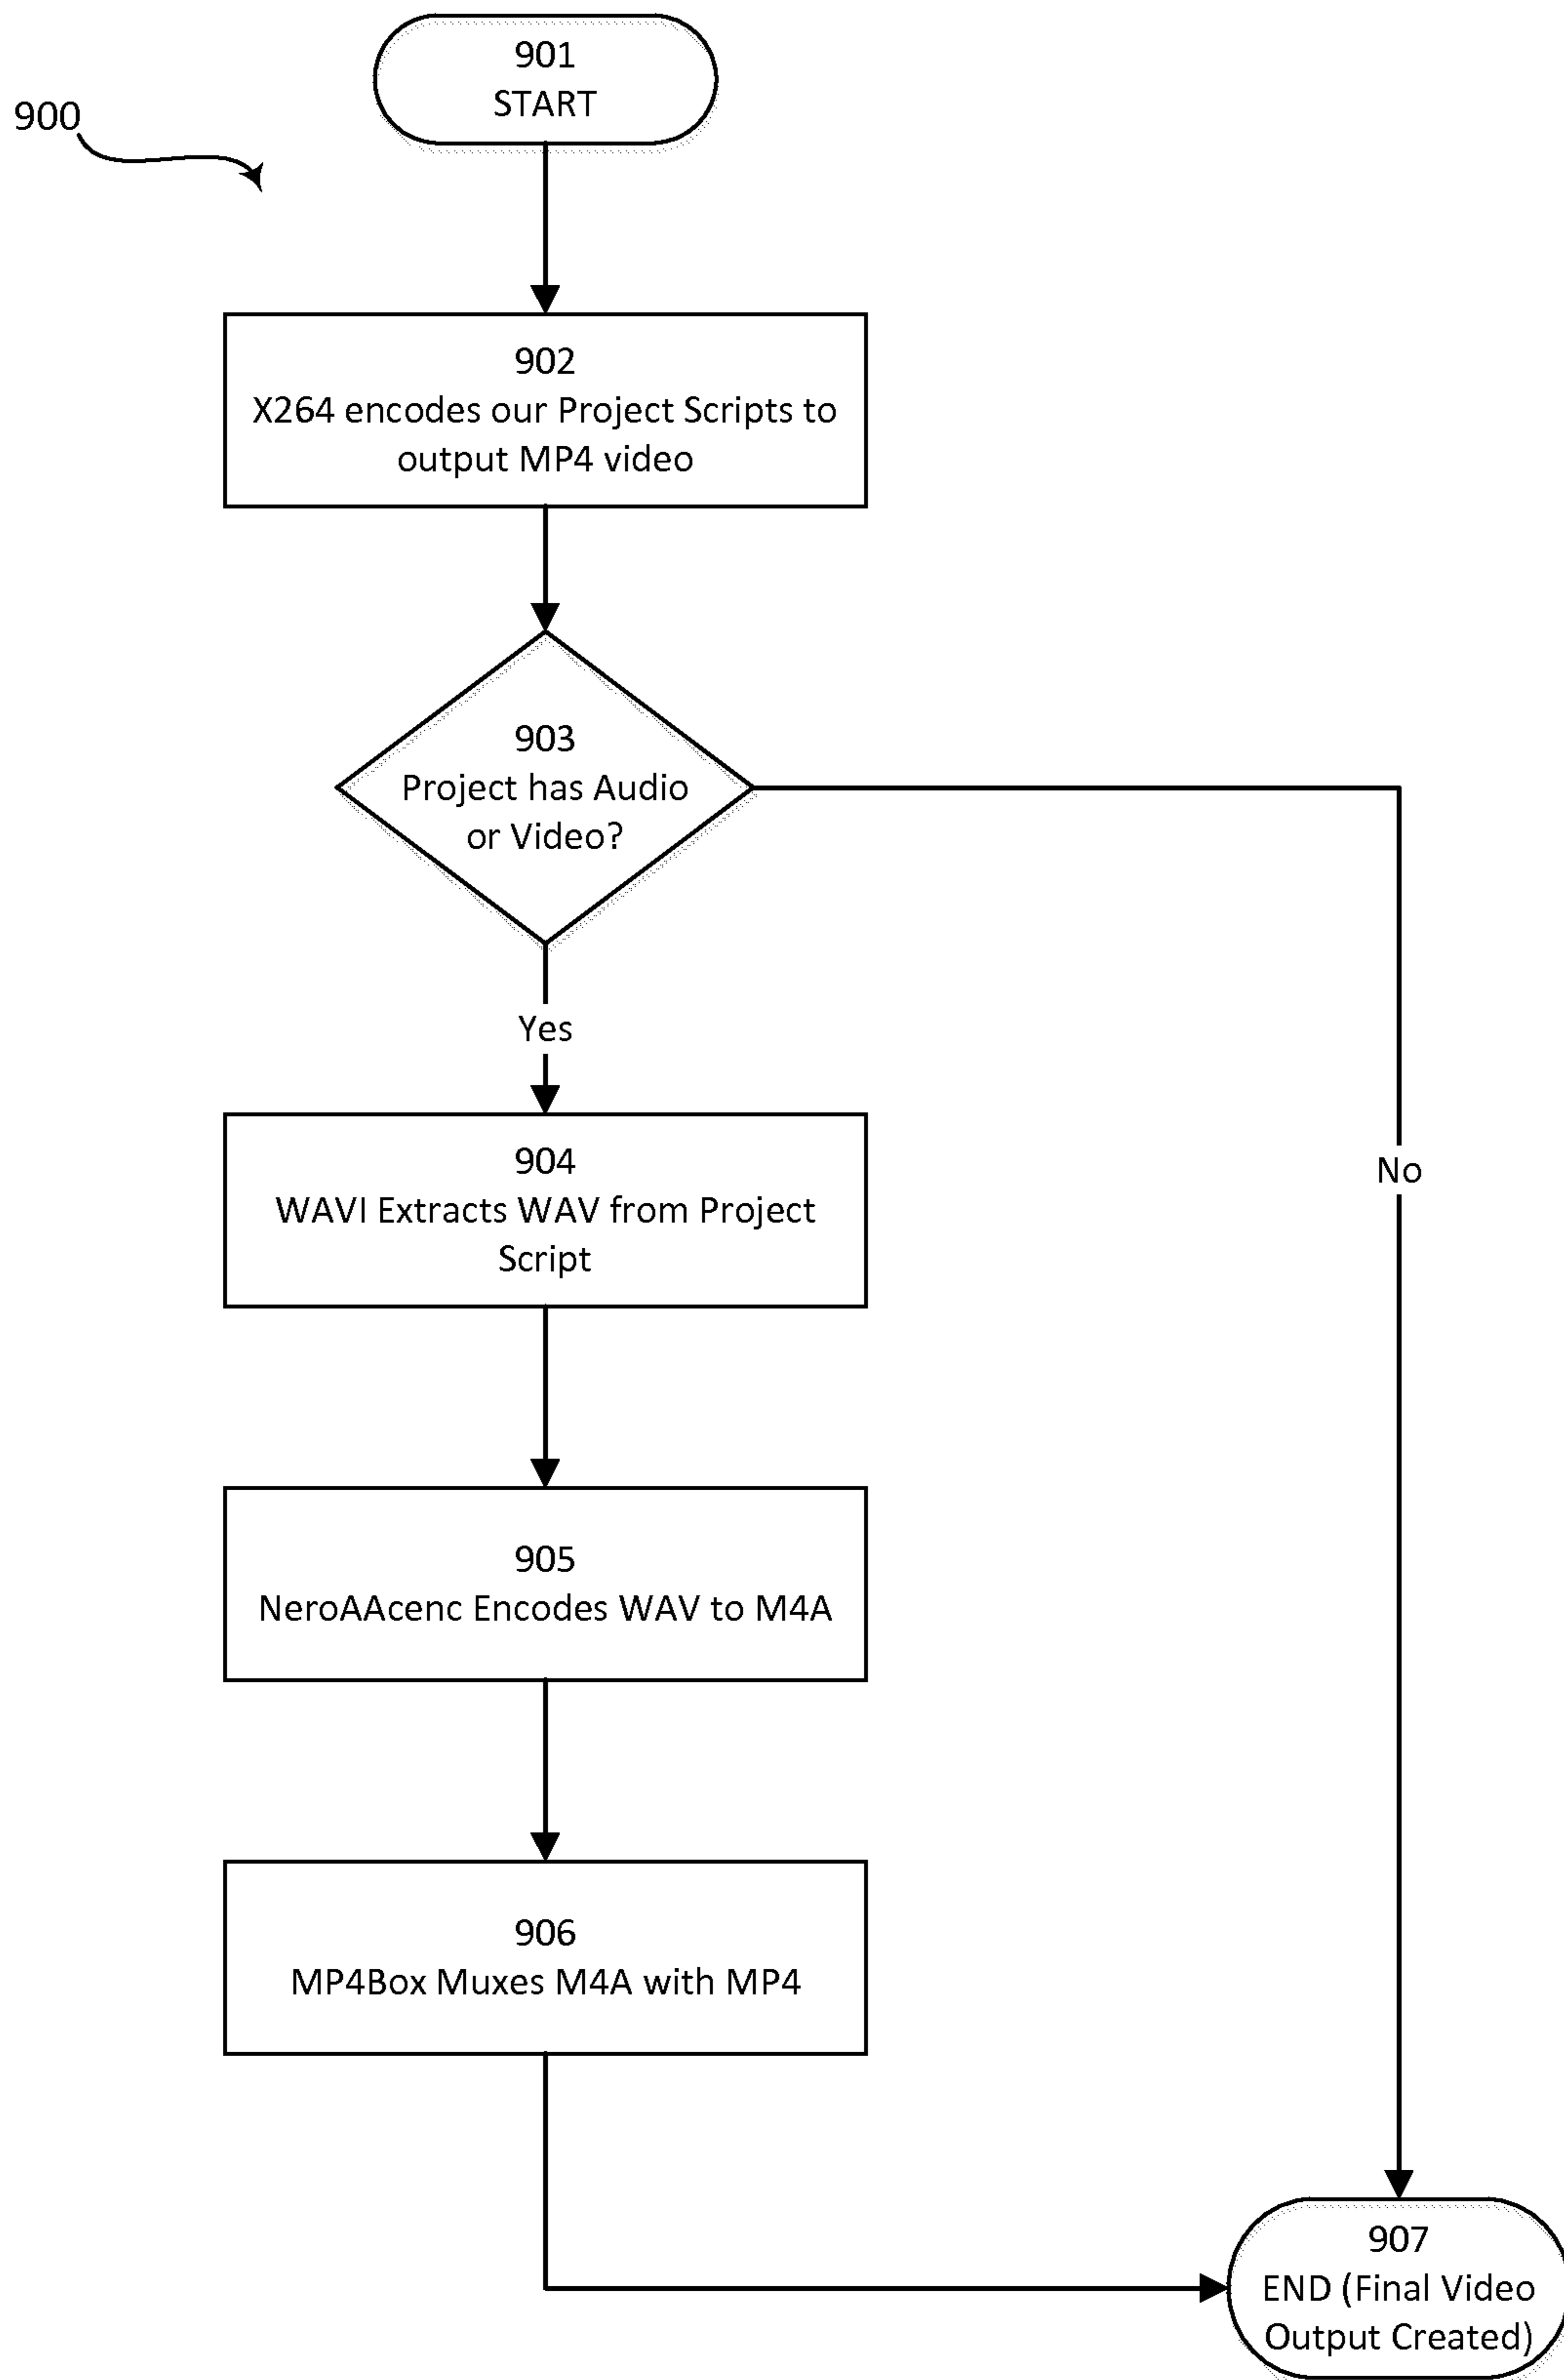 901
START
900
902
X264 encodes our Project Scripts to
output MP4 video
903
Project has Audio
or Video?
Yes
904
WAVI Extracts WAV from Project
Script
No
905
NeroAAcenc Encodes WAV to M4A
906
MP4Box Muxes M4A with MP4
907
END (Final Video
Output Created)